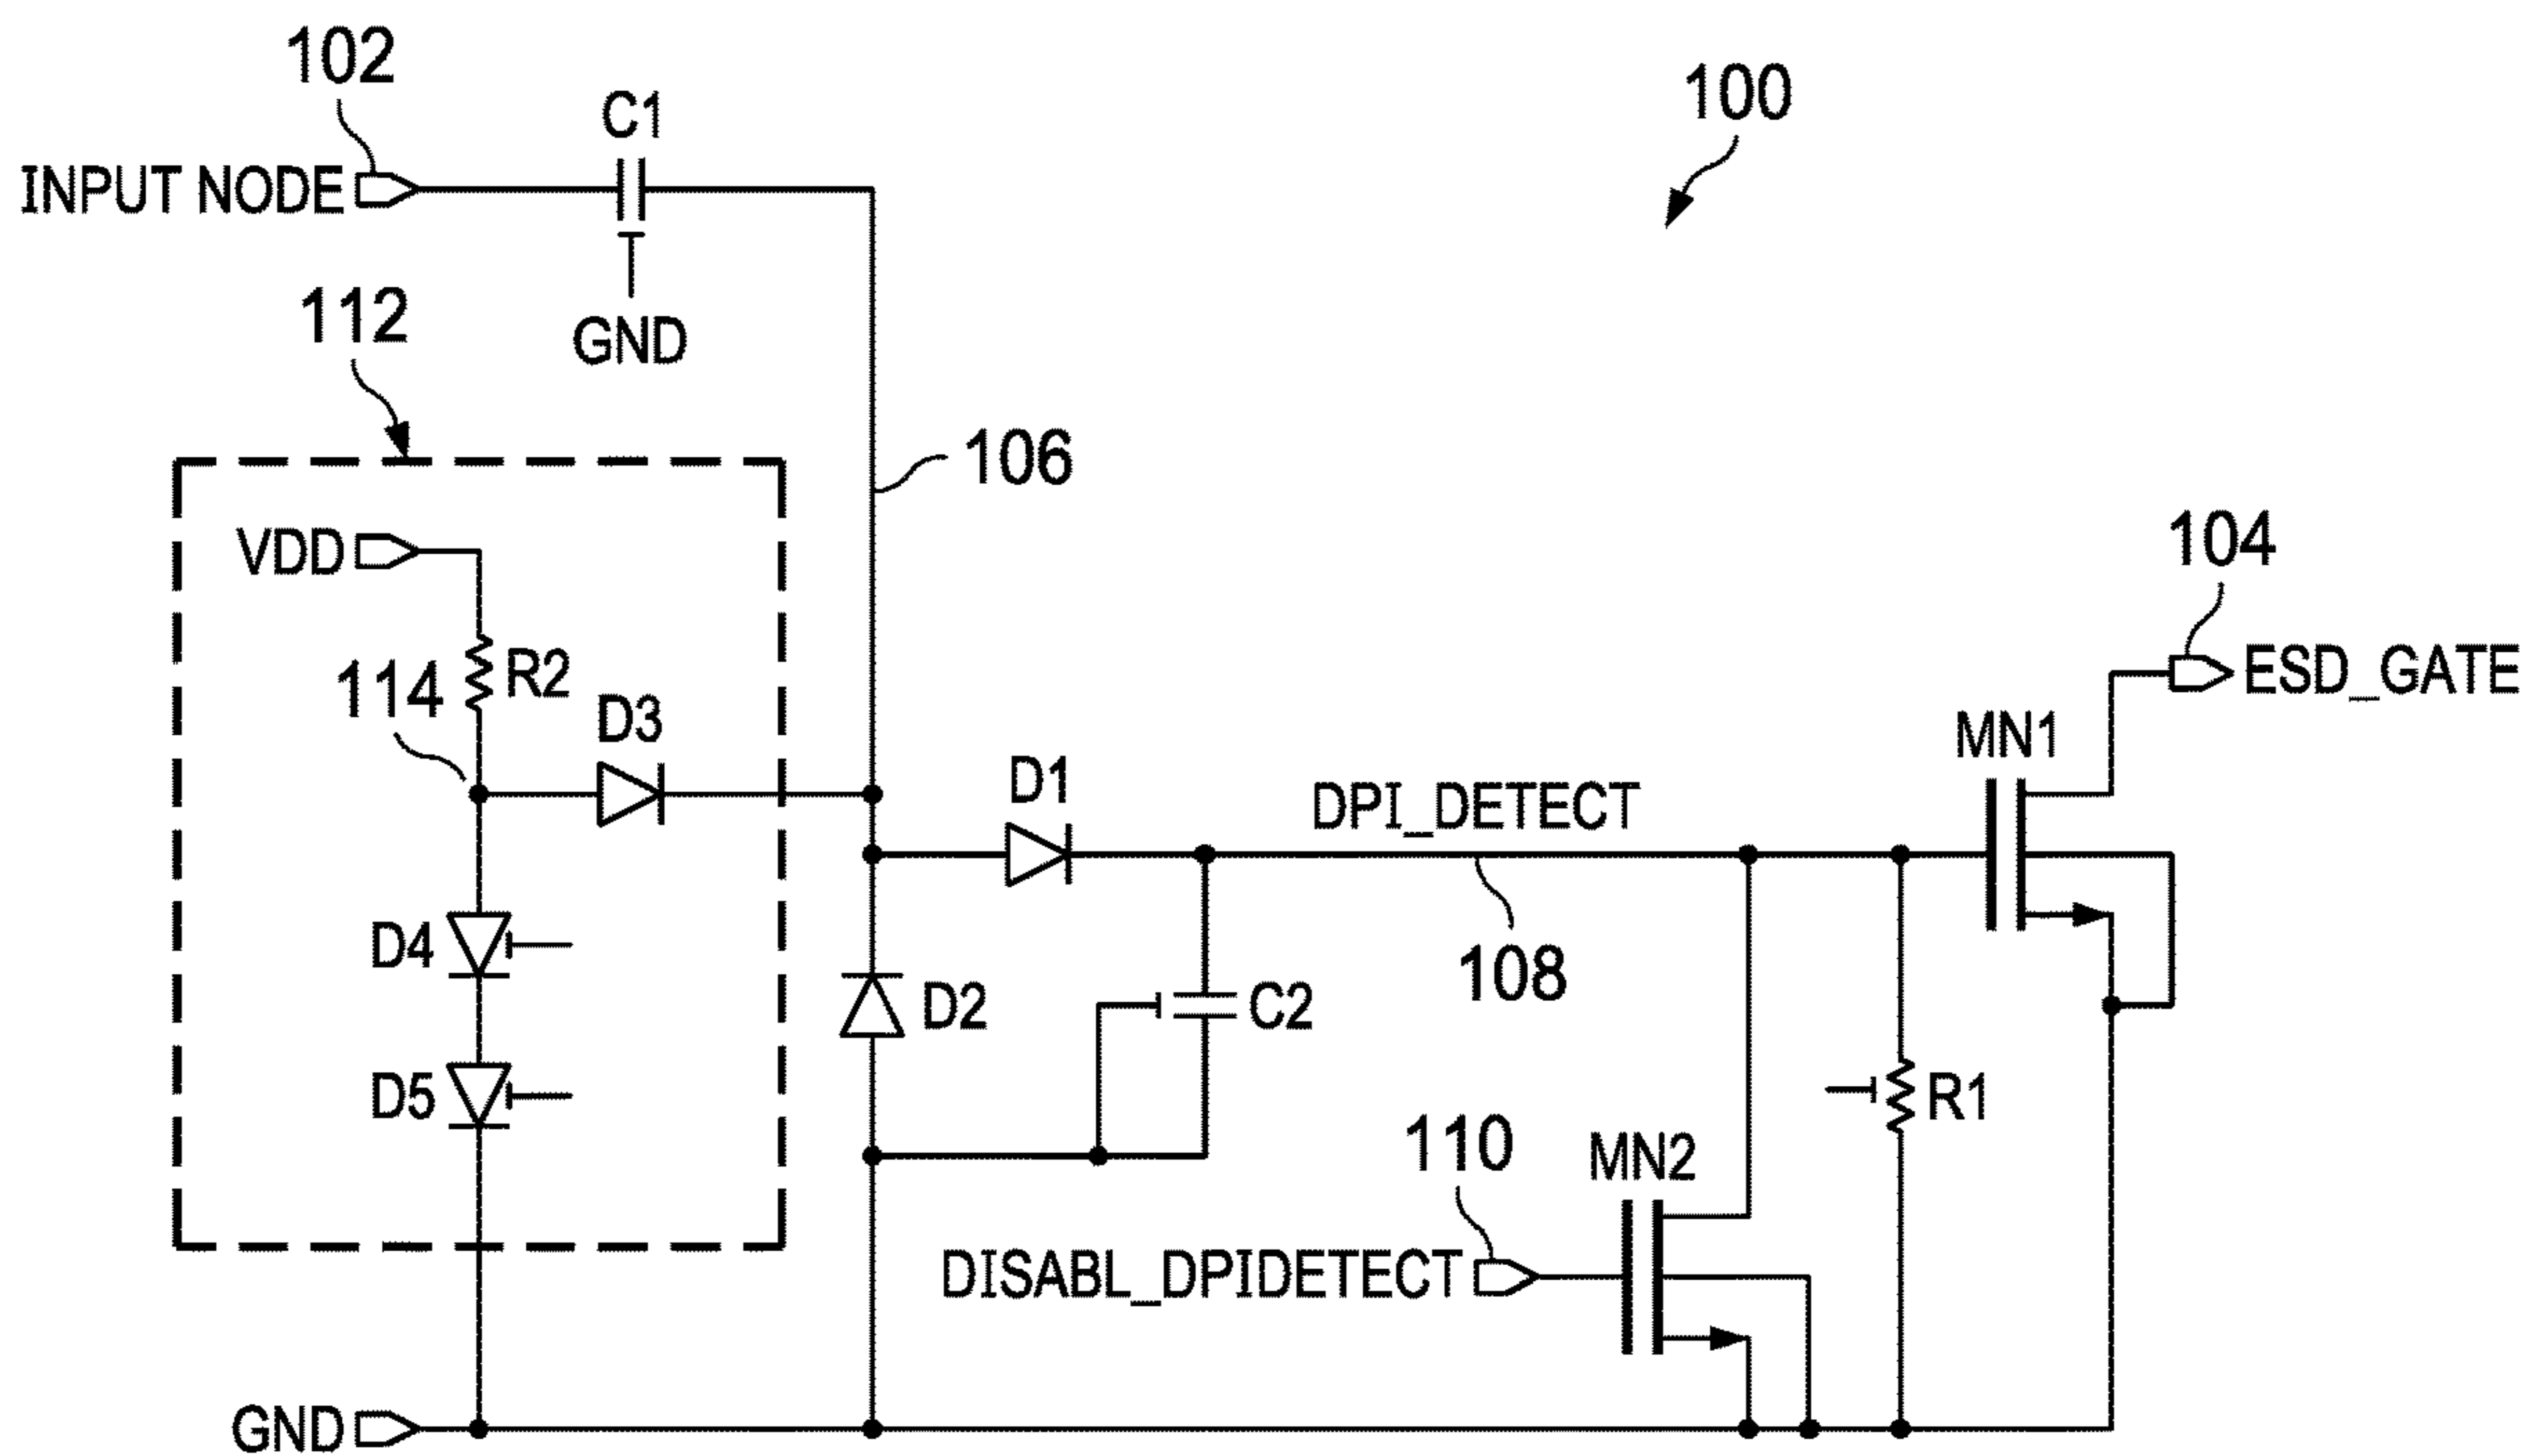 102
C1
100
INPUT NODE
GND
112
106
VDD
104
R2
ESD_GATE
114
D3
MN1
D1
DPI_DETECT
D4
108
D2
C2
D5
R1
110
MN2
DISABL_DPIDETECT
GND